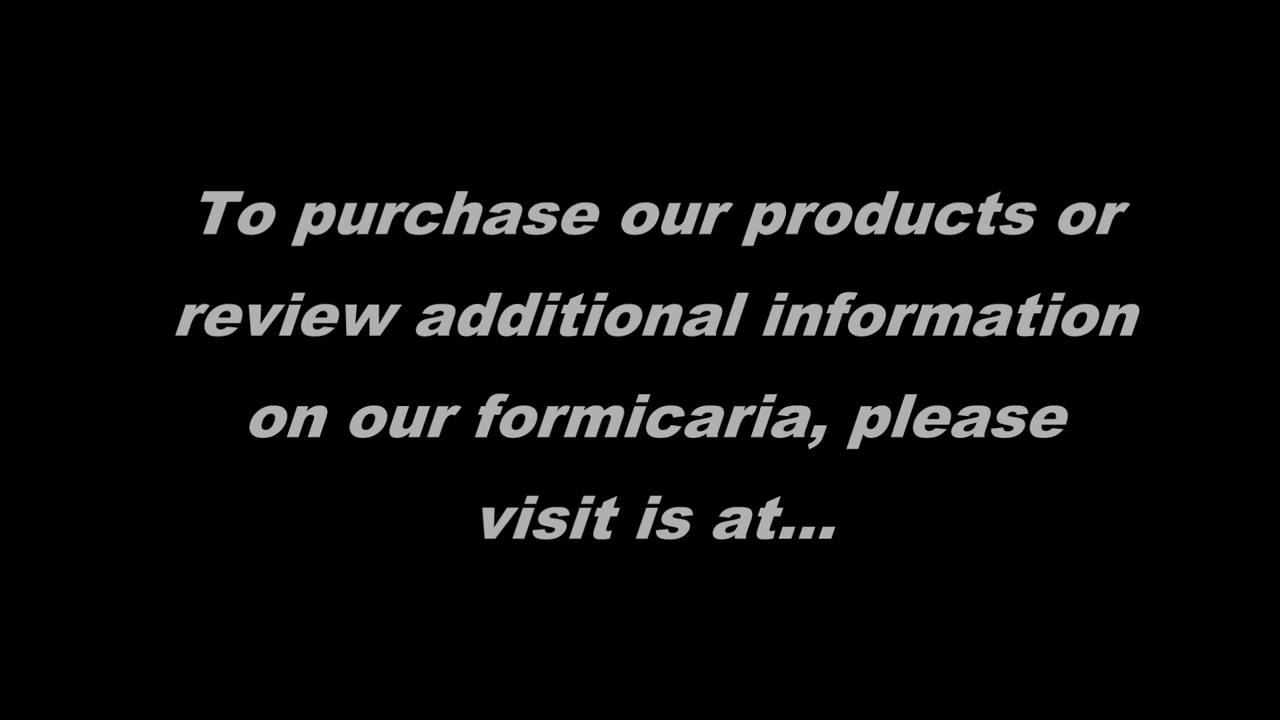 To purchase our products or
review additional information
on our formicaria, please
visit is at...